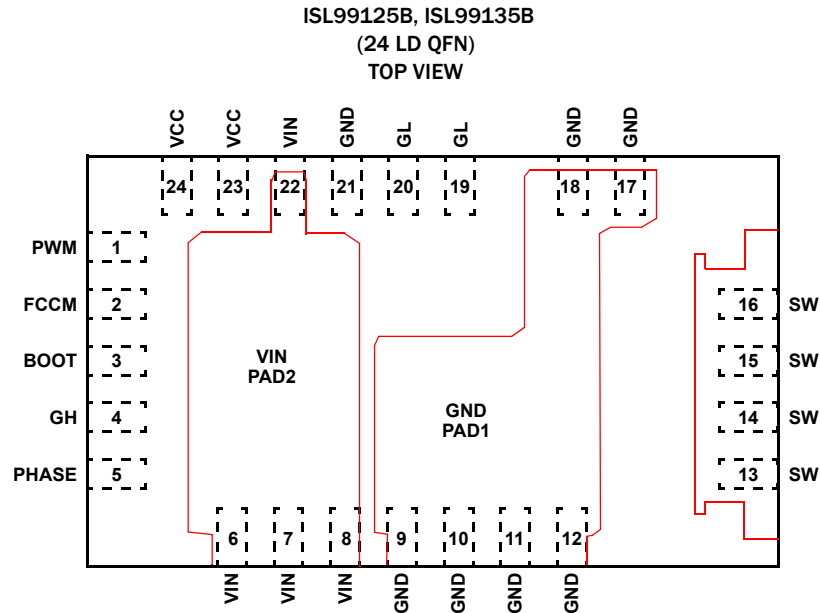 ISL99125B, ISL99135B
(24 LD QFN)
TOP VIEW
VCC VCC VIN GND GL GL GND GND
24 23 22 21 20 19 18 17
PWM 1
FCCM 2
16 SW
BOOT 3
15 SW
VIN
PAD2
GH 4
14 SW
GND
PAD1
PHASE 5
13 SW
6 7 8 9 10 11 12
VIN VIN VIN GND GND GND GND